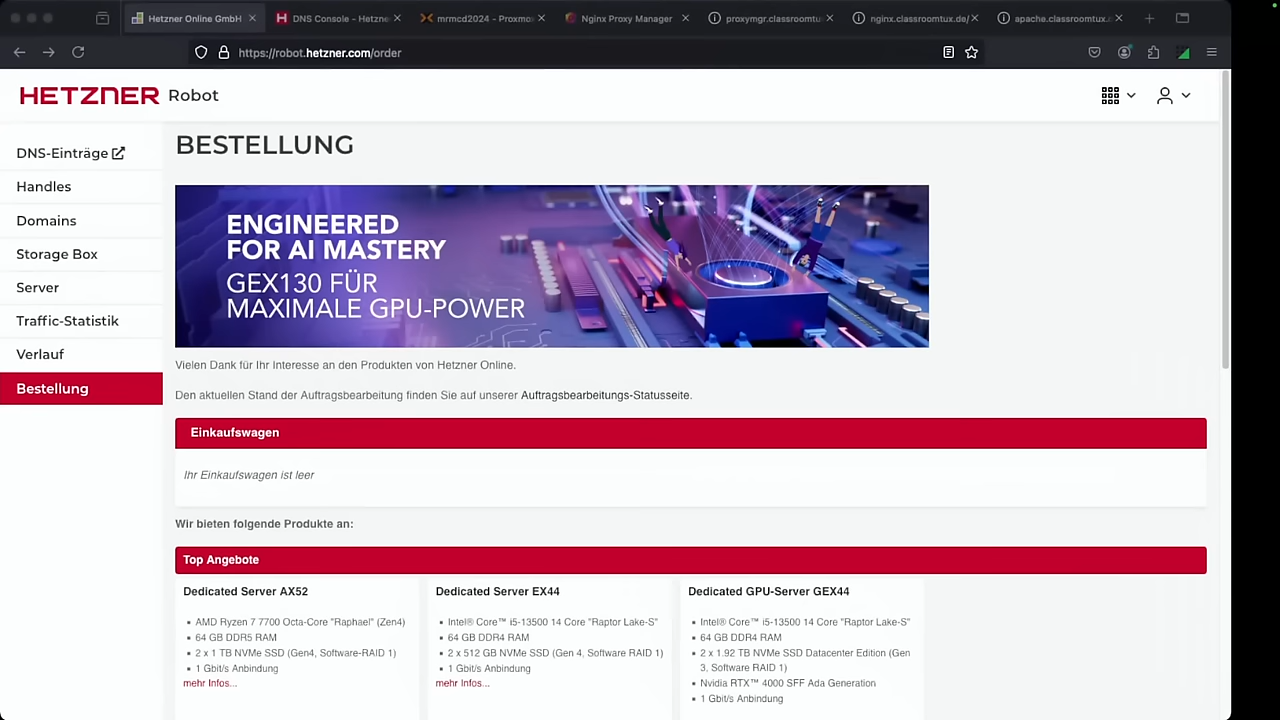 Hetzner Online GmbH
DNS Console - Hetzne
mrmcd2024 - Proxmo
Nginx Proxy Manager
proxymgr.classroomtu
nginx.classroomtux.de/
apache.classroomtux.
https://robot.hetzner.com/order
HETZNER Robot
DNS-Einträge
Handles
Domains
Storage Box
Server
Traffic-Statistik
Verlauf
Bestellung
BESTELLUNG
ENGINEERED
FOR AI MASTERY
GEX130 FÜR
MAXIMALE GPU-POWER
Vielen Dank für Ihr Interesse an den Produkten von Hetzner Online.
Den aktuellen Stand der Auftragsbearbeitung finden Sie auf unserer Auftragsbearbeitungs-Statusseite.
Einkaufswagen
Ihr Einkaufswagen ist leer
Wir bieten folgende Produkte an:
Top Angebote
Dedicated Server AX52
AMD Ryzen 7 7700 Octa-Core "Raphael" (Zen4)
64 GB DDR5 RAM
2 x 1 TB NVMe SSD (Gen4, Software-RAID 1)
1 Gbit/s Anbindung
mehr Infos...
Dedicated Server EX44
Intel® Core™ i5-13500 14 Core "Raptor Lake-S"
64 GB DDR4 RAM
2 x 512 GB NVMe SSD (Gen 4, Software RAID 1)
1 Gbit/s Anbindung
mehr Infos...
Dedicated GPU-Server GEX44
Intel® Core™ i5-13500 14 Core "Raptor Lake-S"
64 GB DDR4 RAM
2 x 1.92 TB NVMe SSD Datacenter Edition (Gen
3, Software RAID 1)
Nvidia RTX™ 4000 SFF Ada Generation
1 Gbit/s Anbindung